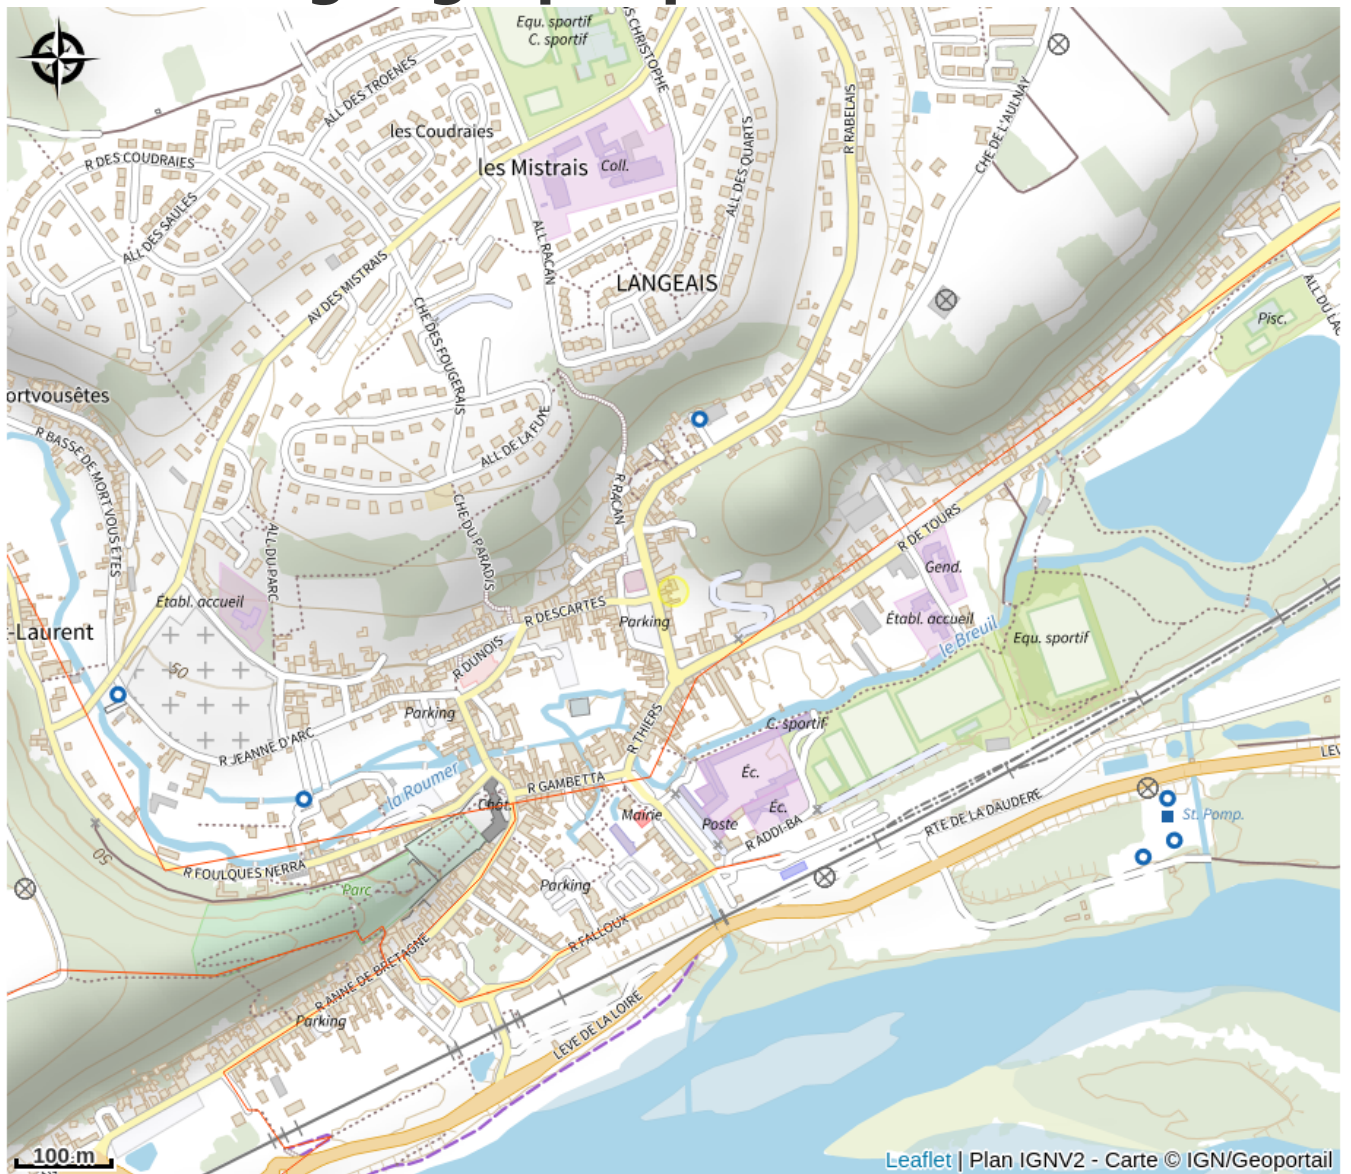 Equ. sportif
C. sportif
S CHRISTOPHE
ALL DES TROENES
R RABELAIS
les Coudraies
CHE DE L'AULNAY
R DES COUDRAIES
les Mistrais
Coll.
ALL DES QUARTS
ALL DES SAULES
ALL RACAN
AV DES MISTRAIS
LANGEAIS
CHE DES FOUGERAIS
ALL DU LAC
Pisc.
ortvousêtes
R BASSE DE MORT VOUS ETES
ALL DE LA FUYE
R RACAN
CHE DU PARADIS
R DE TOURS
ALL DU PARC
Gend.
Établ. accueil
R DESCARTES
Parking
Établ. accueil
-Laurent
le Breuil
Equ. sportif
R DUNOIS
50
Parking
R THIERS
C. sportif
R JEANNE D'ARC
LEV
la Roumer
R GAMBETTA
Éc.
Chât.
Éc.
Mairie
Poste
R ADDI-BA
RTE DE LA DAUDERE
St. Pomp.
50
R FOULQUES NERRA
Parc
Parking
R FALLOUX
R ANNE DE BRETAGNE
Parking
LEVE DE LA LOIRE
100 m
Leaflet | Plan IGNV2 - Carte © IGN/Geoportail